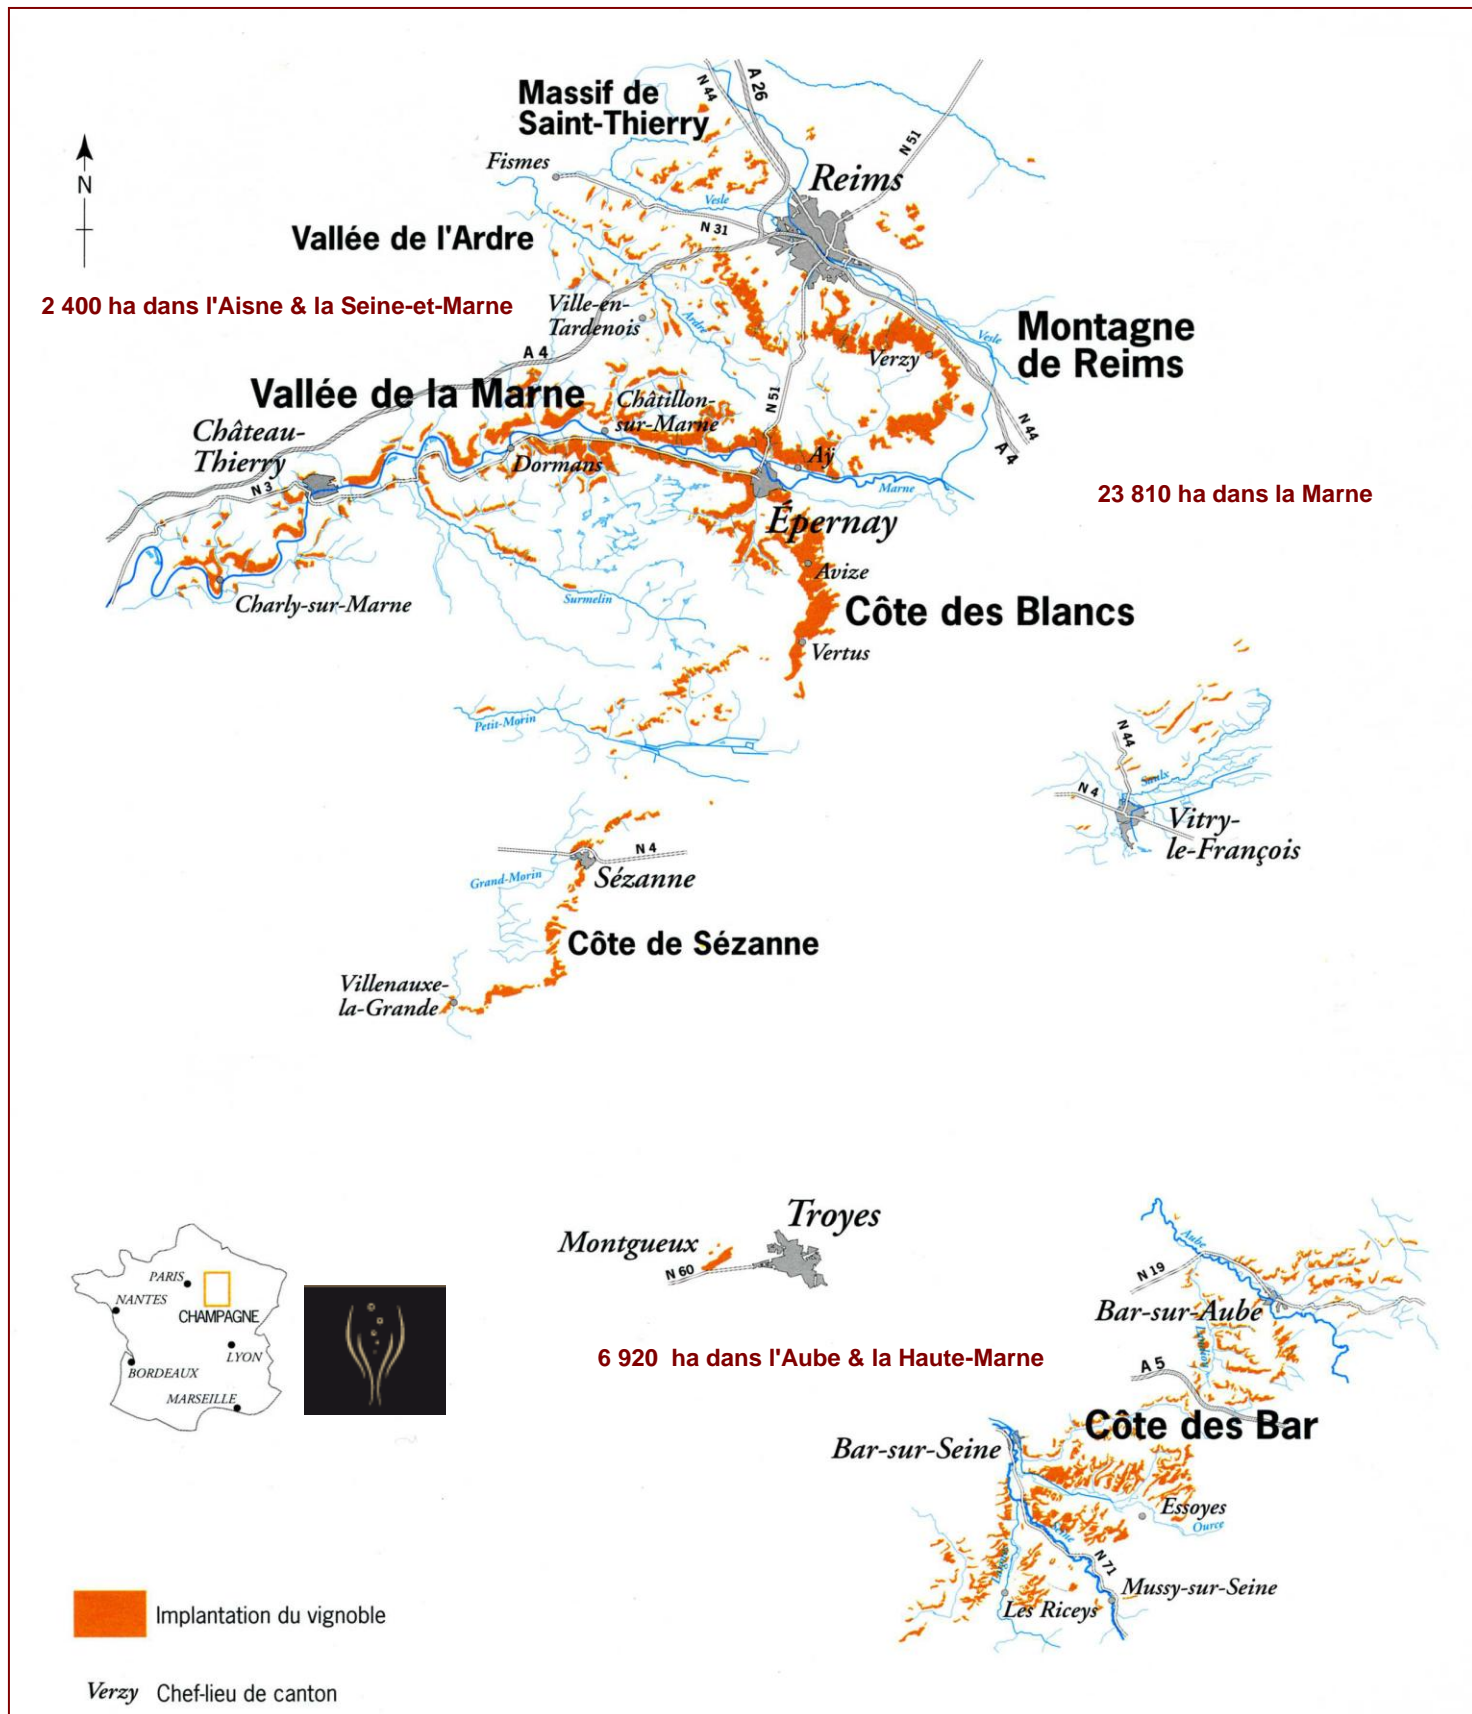 Massif de
Saint-Thierry
N 44
A 26
N 51
Fismes
Reims
Vesle
N 31
Vallée de l'Ardre
N
2 400 ha dans l'Aisne & la Seine-et-Marne
Ville-en-
Tardenois
Ardre
Vesle
Montagne
de Reims
Verzy
A 4
Vallée de la Marne
Châtillon-
sur-Marne
N 51
N 44
A 4
Château-
Thierry
Dormans
Aÿ
N 3
Marne
23 810 ha dans la Marne
Épernay
Avize
Charly-sur-Marne
Surmelin
Côte des Blancs
Vertus
Petit-Morin
N 44
Saulx
N 4
Vitry-
le-François
N 4
Grand-Morin
Sézanne
Côte de Sézanne
Villenauxe-
la-Grande
Troyes
Montgueux
N 60
Aube
N 19
Bar-sur-Aube
PARIS
NANTES
CHAMPAGNE
LYON
BORDEAUX
MARSEILLE
6 920 ha dans l'Aube & la Haute-Marne
A 5
Côte des Bar
Bar-sur-Seine
Essoyes
Ource
Seine
N 71
Mussy-sur-Seine
Les Riceys
Implantation du vignoble
Verzy Chef-lieu de canton